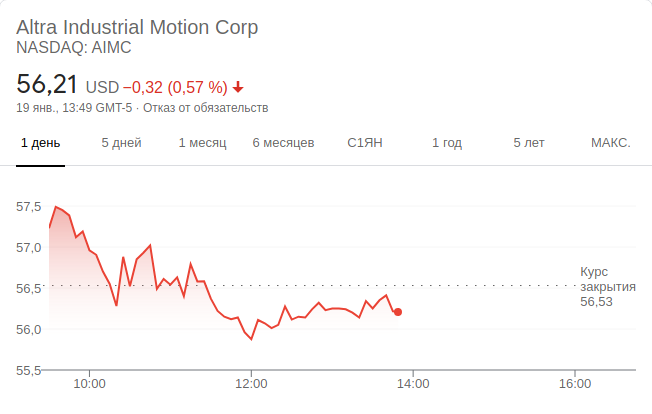 Altra Industrial Motion Corp
NASDAQ: AIMC
56,21 USD −0,32 (0,57 %)
19 янв., 13:49 GMT-5 · Отказ от обязательств
1 день 5 дней 1 месяц 6 месяцев С1ЯН 1 год 5 лет МАКС.
57,5
57,0
56,5
56,0
55,5
Курс
закрытия
56,53
10:00 12:00 14:00 16:00